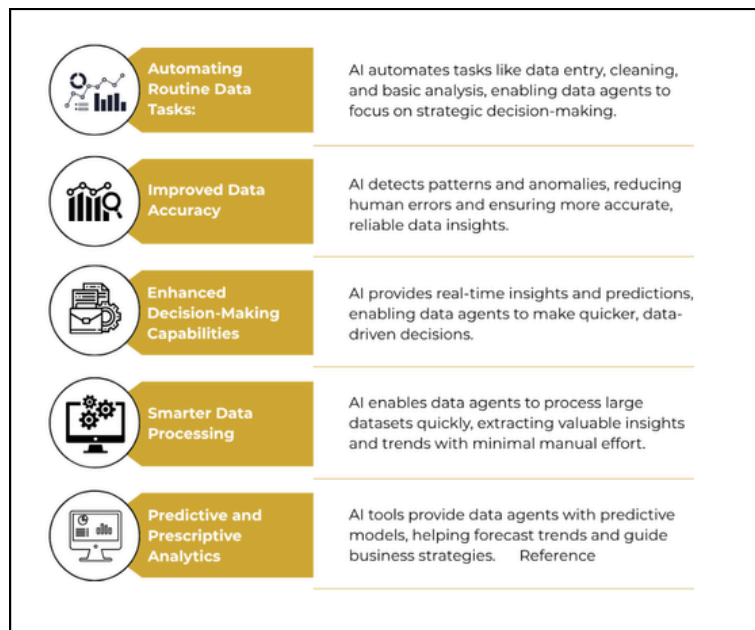 Automating
Routine Data
Tasks:
AI automates tasks like data entry, cleaning,
and basic analysis, enabling data agents to
focus on strategic decision-making.
Improved Data
Accuracy
AI detects patterns and anomalies, reducing
human errors and ensuring more accurate,
reliable data insights.
Enhanced
Decision-Making
Capabilities
AI provides real-time insights and predictions,
enabling data agents to make quicker, data-
driven decisions.
Smarter Data
Processing
AI enables data agents to process large
datasets quickly, extracting valuable insights
and trends with minimal manual effort.
Predictive and
Prescriptive
Analytics
AI tools provide data agents with predictive
models, helping forecast trends and guide
business strategies. Reference